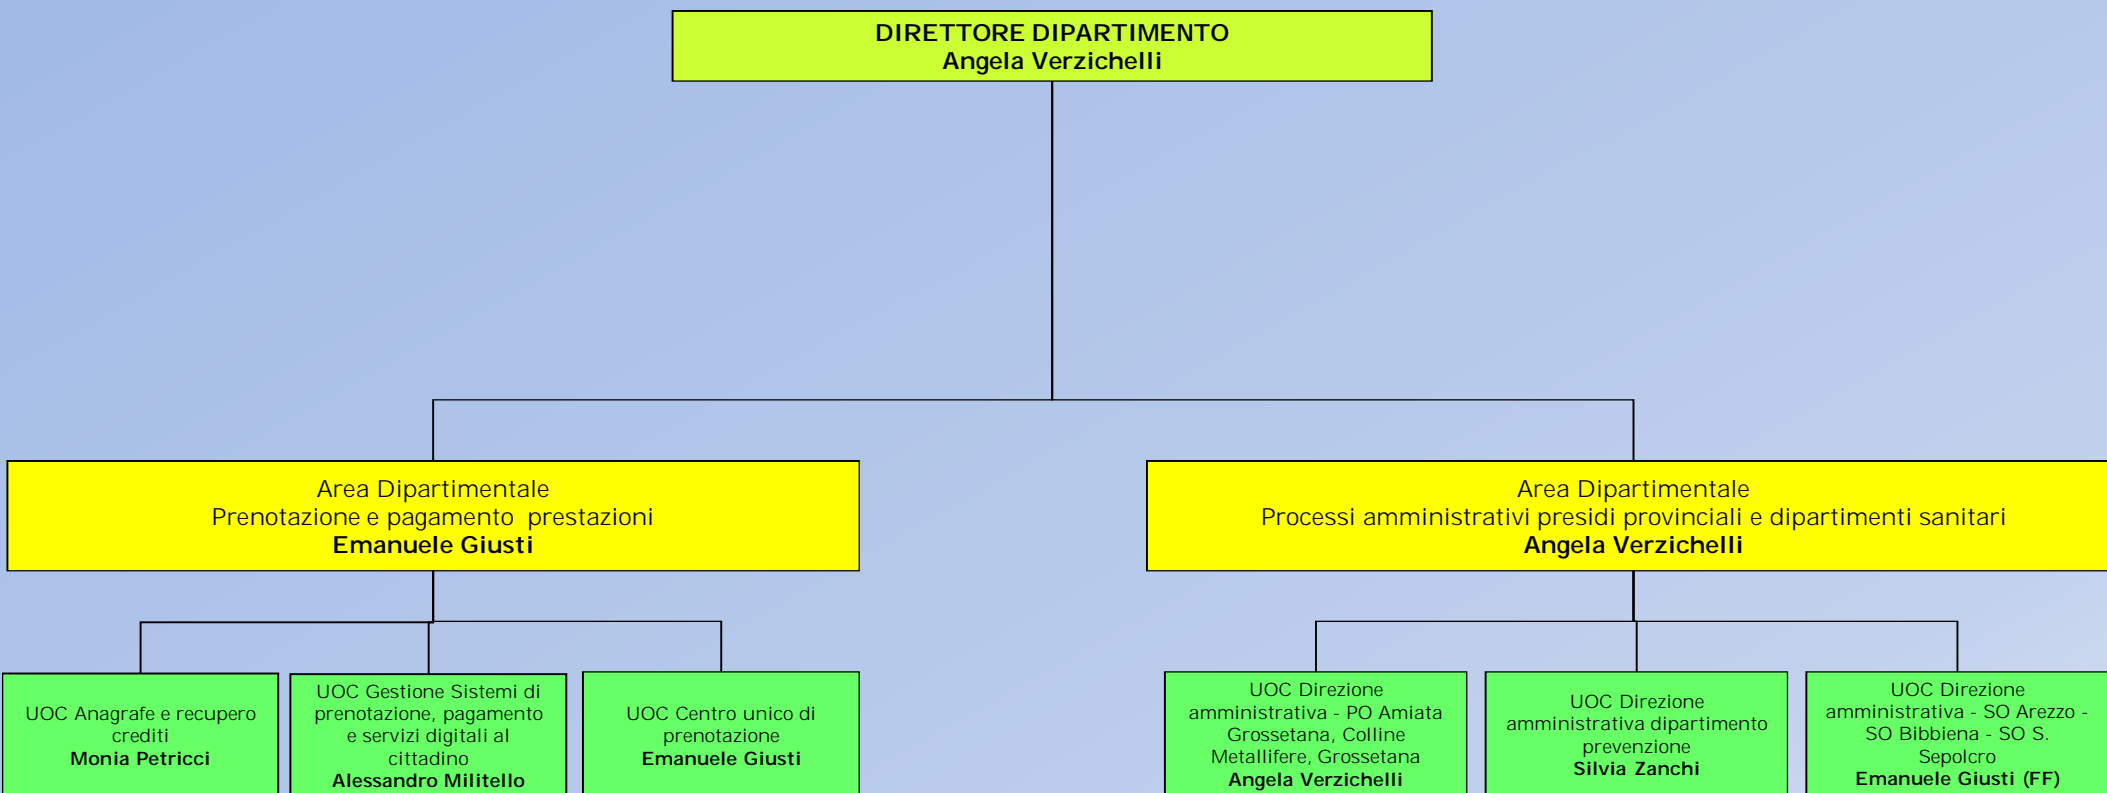 DIRETTORE DIPARTIMENTO
Angela Verzichelli
Area Dipartimentale
Prenotazione e pagamento prestazioni
Emanuele Giusti
Area Dipartimentale
Processi amministrativi presidi provinciali e dipartimenti sanitari
Angela Verzichelli
UOC Anagrafe e recupero
crediti
Monia Petricci
UOC Gestione Sistemi di
prenotazione, pagamento
e servizi digitali al
cittadino
Alessandro Militello
UOC Centro unico di
prenotazione
Emanuele Giusti
UOC Direzione
amministrativa - PO Amiata
Grossetana, Colline
Metallifere, Grossetana
Angela Verzichelli
UOC Direzione
amministrativa dipartimento
prevenzione
Silvia Zanchi
UOC Direzione
amministrativa - SO Arezzo -
SO Bibbiena - SO S.
Sepolcro
Emanuele Giusti (FF)